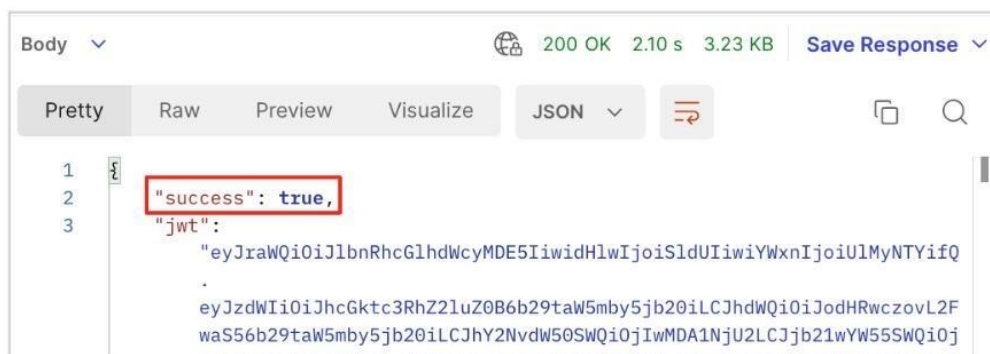 Body
200 OK 2.10 s 3.23 KB Save Response
Pretty Raw Preview Visualize JSON
1 {
2 "success": true,
3 "jwt":
"eyJraWQiOiJlbnRhcGlhdWcyMDE5IiwidHlwIjoiSldUIiwiYWxnIjoiUlMyNTYifQ
.
eyJzdWIiOiJhcGktc3RhZ2luZ0B6b29taW5mby5jb20iLCJhdWQiOiJodHRwczovL2F
waS56b29taW5mby5jb20iLCJhY2NvdW50SWQiOjIwMDA1NjU2LCJjb21wYW55SWQiOj